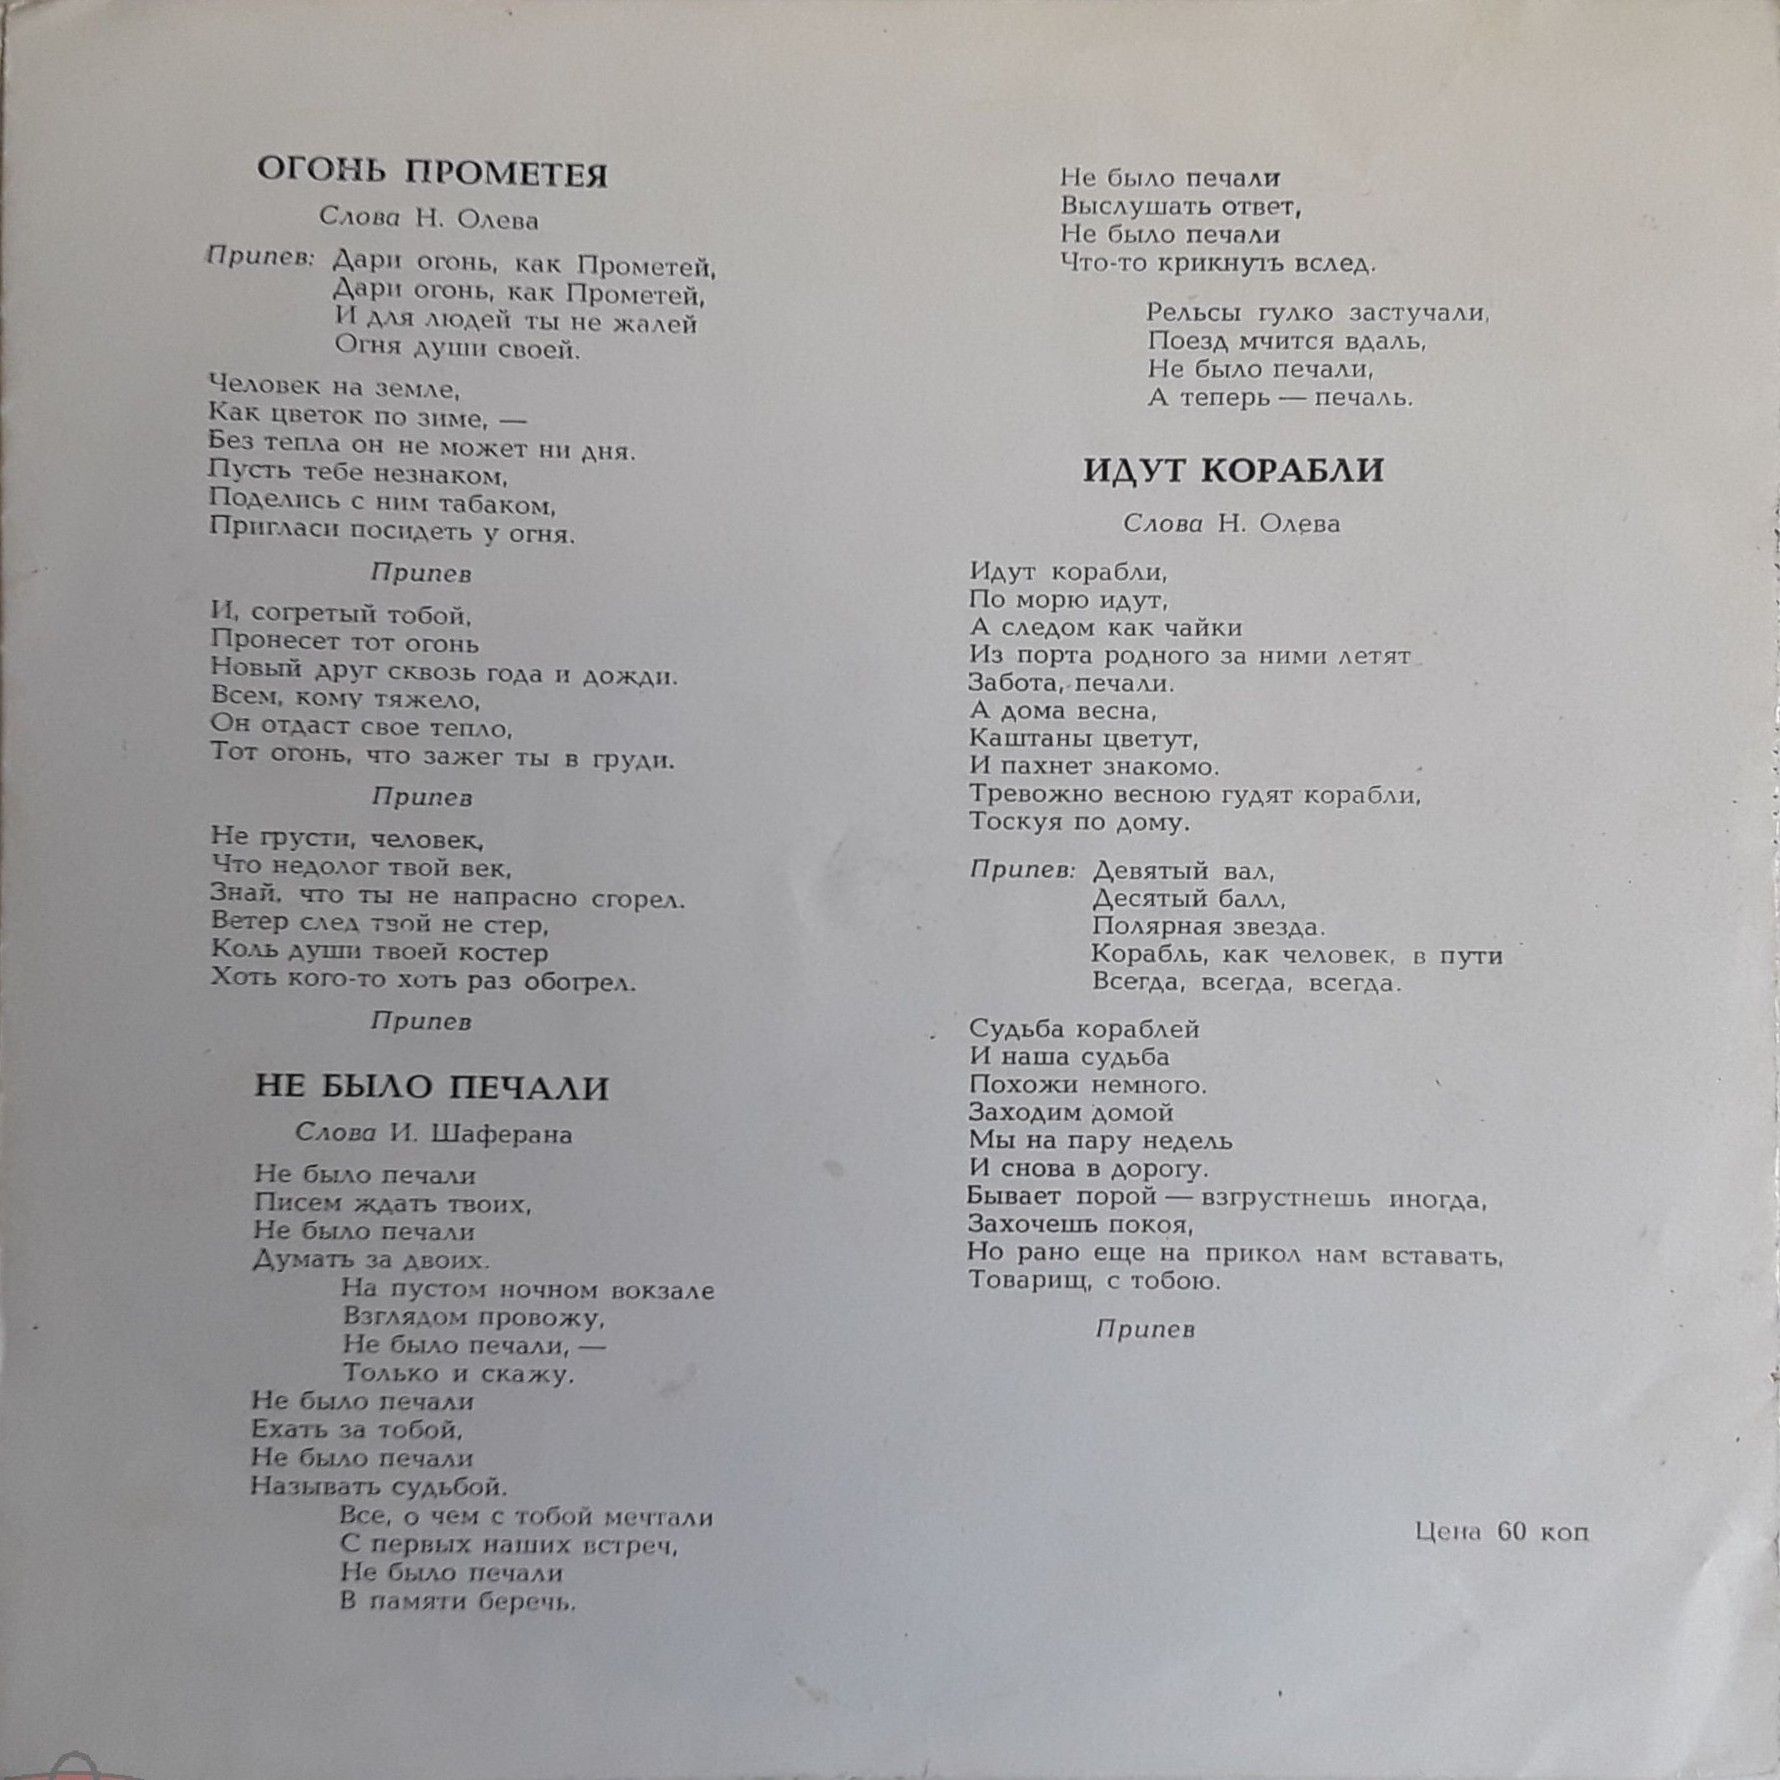 ОГОНЬ ПРОМЕТЕЯ
Слова Н. Олева
Припев: Дари огонь, как Прометей,
Дари огонь, как Прометей,
И для людей ты не жалей
Огня души своей.
Человек на земле,
Как цветок по зиме, —
Без тепла он не может ни дня.
Пусть тебе незнаком,
Поделись с ним табаком,
Пригласи посидеть у огня.
Припев
И, согретый тобой,
Пронесет тот огонь
Новый друг сквозь года и дожди.
Всем, кому тяжело,
Он отдаст свое тепло,
Тот огонь, что зажег ты в груди.
Припев
Не грусти, человек,
Что недолог твой век,
Знай, что ты не напрасно сгорел.
Ветер след твой не стер,
Коль души твоей костер
Хоть кого-то хоть раз обогрел.
Припев
НЕ БЫЛО ПЕЧАЛИ
Слова И. Шаферана
Не было печали
Писем ждать твоих,
Не было печали
Думать за двоих.
На пустом ночном вокзале
Взглядом провожу,
Не было печали, —
Только и скажу.
Не было печали
Ехать за тобой,
Не было печали
Называть судьбой.
Все, о чем с тобой мечтали
С первых наших встреч,
Не было печали
В памяти беречь.
Не было печали
Выслушать ответ,
Не было печали
Что-то крикнуть вслед.
Рельсы гулко застучали,
Поезд мчится вдаль,
Не было печали,
А теперь — печаль.
ИДУТ КОРАБЛИ
Слова Н. Олева
Идут корабли,
По морю идут,
А следом как чайки
Из порта родного за ними летят
Забота, печали.
А дома весна,
Каштаны цветут,
И пахнет знакомо.
Тревожно весною гудят корабли,
Тоскуя по дому.
Припев: Девятый вал,
Десятый балл,
Полярная звезда.
Корабль, как человек, в пути
Всегда, всегда, всегда.
Судьба кораблей
И наша судьба
Похожи немного.
Заходим домой
Мы на пару недель
И снова в дорогу.
Бывает порой — взгрустнешь иногда,
Захочешь покоя,
Но рано еще на прикол нам вставать,
Товарищ, с тобою.
Припев
Цена 60 коп